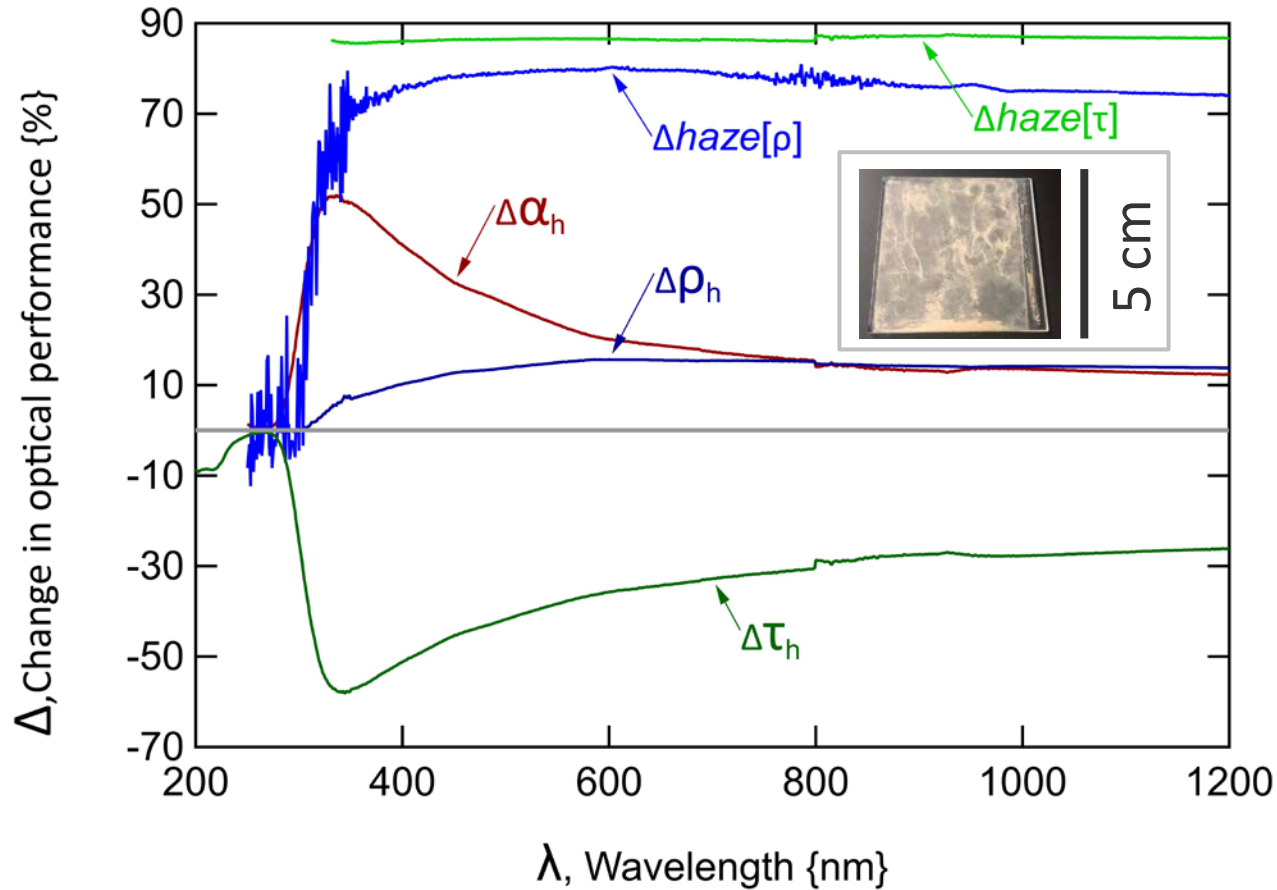 Δ,Change in optical performance {%}
90
70
50
30
10
-10
-30
-50
-70
Δhaze[τ]
Δhaze[ρ]
Δαh
Δρh
5 cm
Δτh
200 400 600 800 1000 1200
λ, Wavelength {nm}